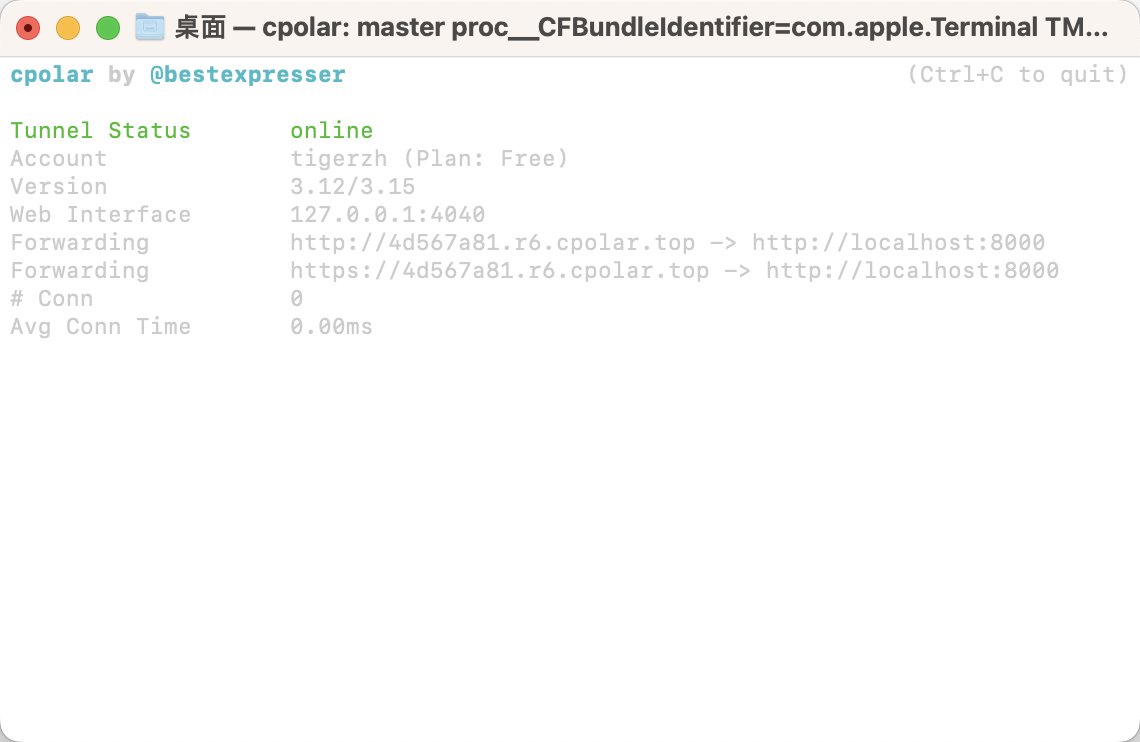 桌面 — cpolar: master proc__CFBundleIdentifier=com.apple.Terminal TM...
cpolar by @bestexpresser (Ctrl+C to quit)
Tunnel Status online
Account tigerzh (Plan: Free)
Version 3.12/3.15
Web Interface 127.0.0.1:4040
Forwarding http://4d567a81.r6.cpolar.top -> http://localhost:8000
Forwarding https://4d567a81.r6.cpolar.top -> http://localhost:8000
# Conn 0
Avg Conn Time 0.00ms